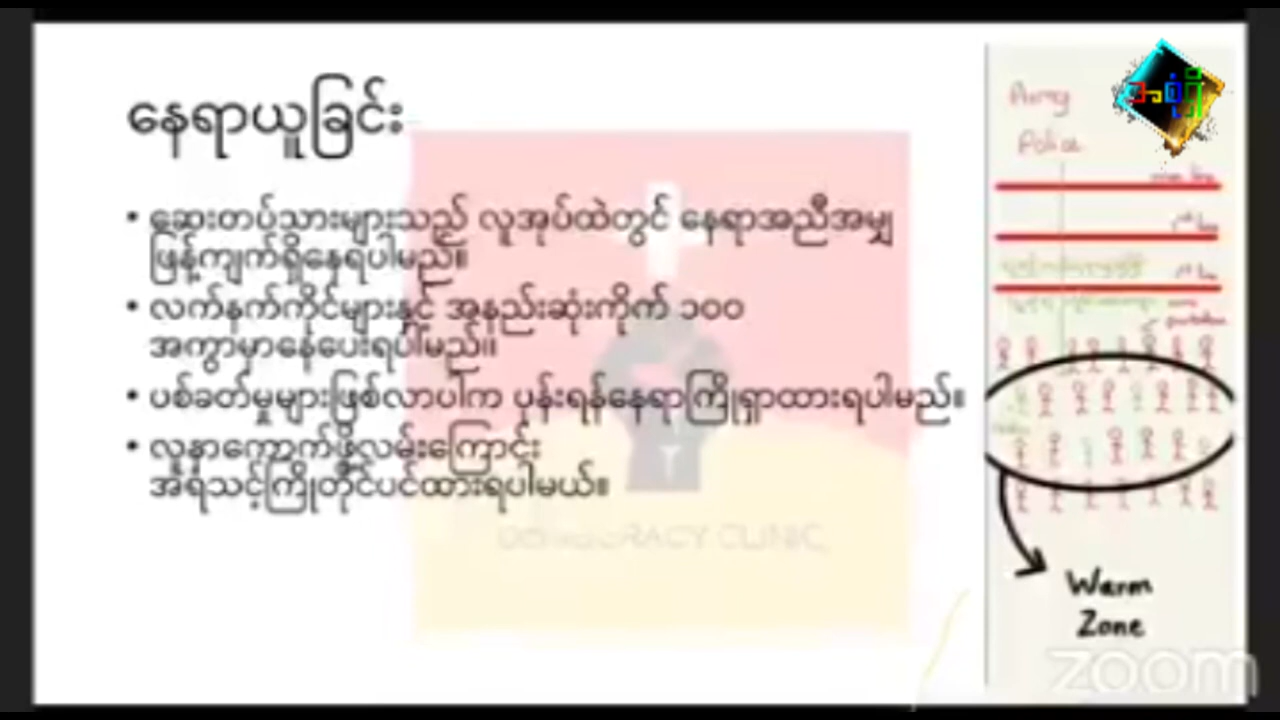 နေရာယူခြင်း
• ဆေးတပ်သားများသည် လူအုပ်ထဲတွင် နေရာအညီအမျှ
ဖြန့်ကျက်ရှိနေရပါမည်။
• လက်နက်ကိုင်များနှင့် အနည်းဆုံးကိုက် ၁၀၀
အကွာမှာနေပေးရပါမည်။
• ပစ်ခတ်မှုများဖြစ်လာပါက ပုန်းရန်နေရာကြိုရှာထားရပါမည်။
• လူနာကောက်ဖို့လမ်းကြောင်း
အရံသင့်ကြိုတိုင်ပင်ထားရပါမယ်။
DemocRACY CLINIC
Army
Police
Warm
Zone
zoom